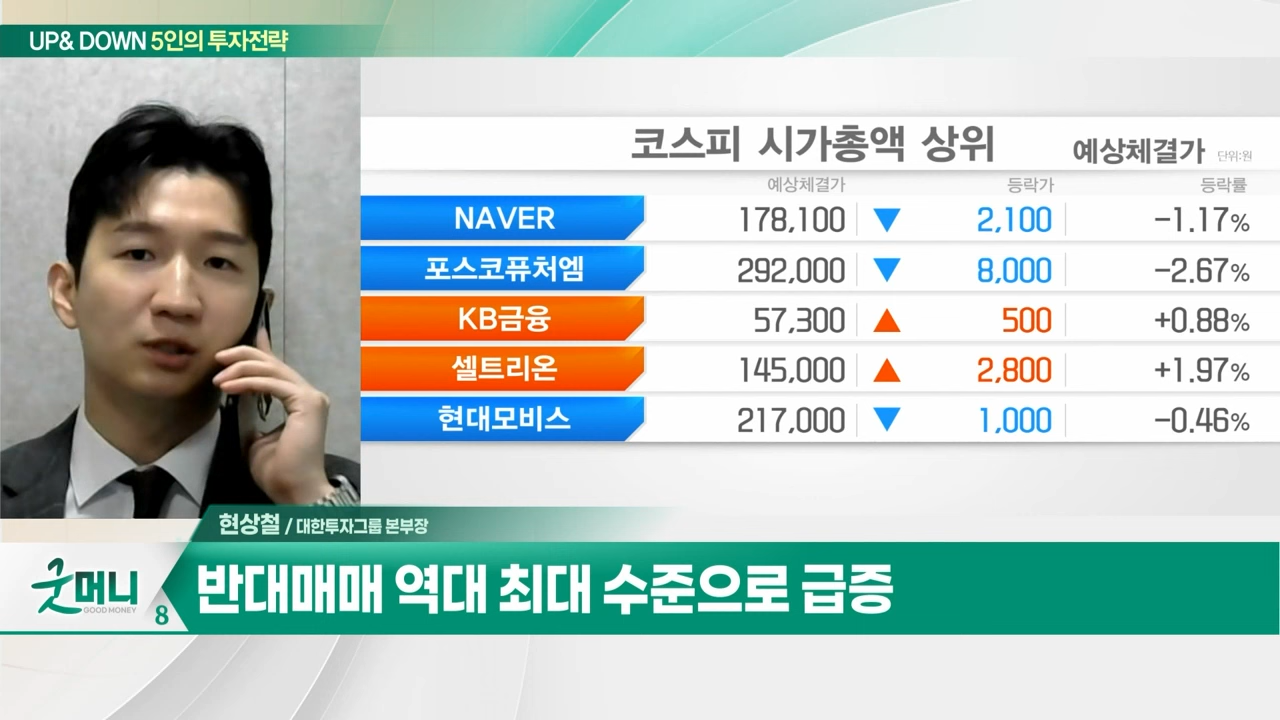 UP& DOWN 5인의 투자전략
코스피 시가총액 상위 예상체결가 단위:원
예상체결가 등락가 등락률
NAVER 178,100 ▼ 2,100 -1.17%
포스코퓨처엠 292,000 ▼ 8,000 -2.67%
KB금융 57,300 ▲ 500 +0.88%
셀트리온 145,000 ▲ 2,800 +1.97%
현대모비스 217,000 ▼ 1,000 -0.46%
현상철 / 대한투자그룹 본부장
굿머니
GOOD MONEY
8
반대매매 역대 최대 수준으로 급증